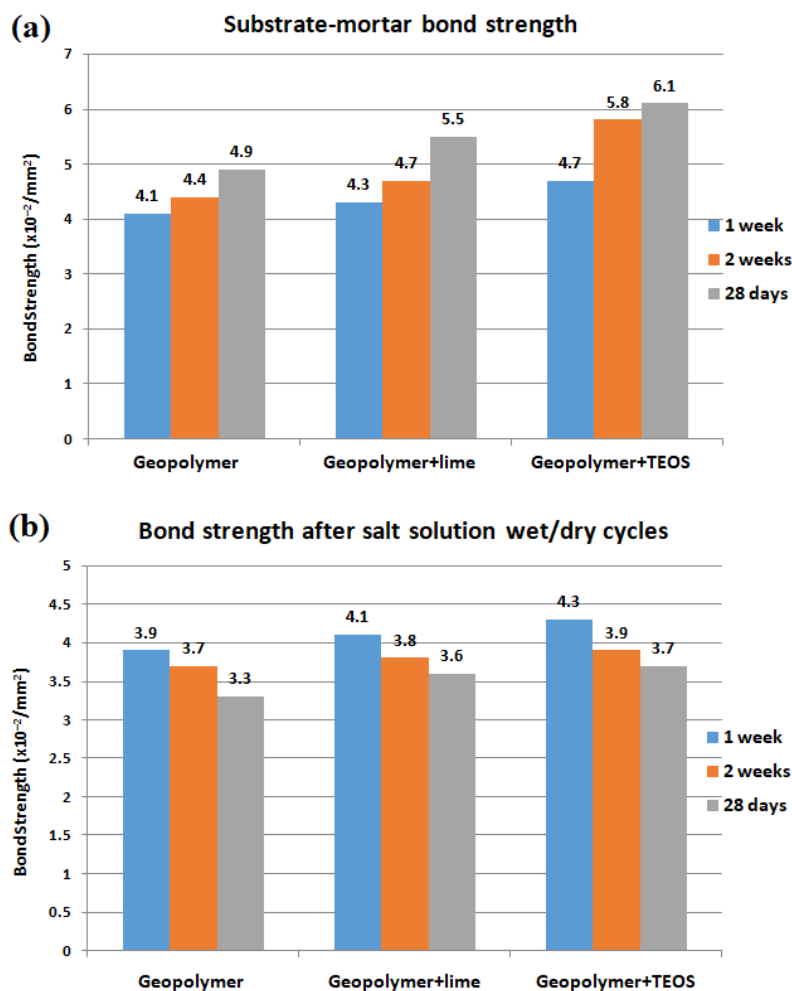 (a)
Substrate-mortar bond strength
BondStrength (x10⁻²/mm²)
7
6
5
4
3
2
1
0
4.1
4.4
4.9
4.3
4.7
5.5
4.7
5.8
6.1
Geopolymer
Geopolymer+lime
Geopolymer+TEOS
1 week
2 weeks
28 days
(b)
Bond strength after salt solution wet/dry cycles
BondStrength (x10⁻²/mm²)
5
4.5
4
3.5
3
2.5
2
1.5
1
0.5
0
3.9
3.7
3.3
4.1
3.8
3.6
4.3
3.9
3.7
Geopolymer
Geopolymer+lime
Geopolymer+TEOS
1 week
2 weeks
28 days